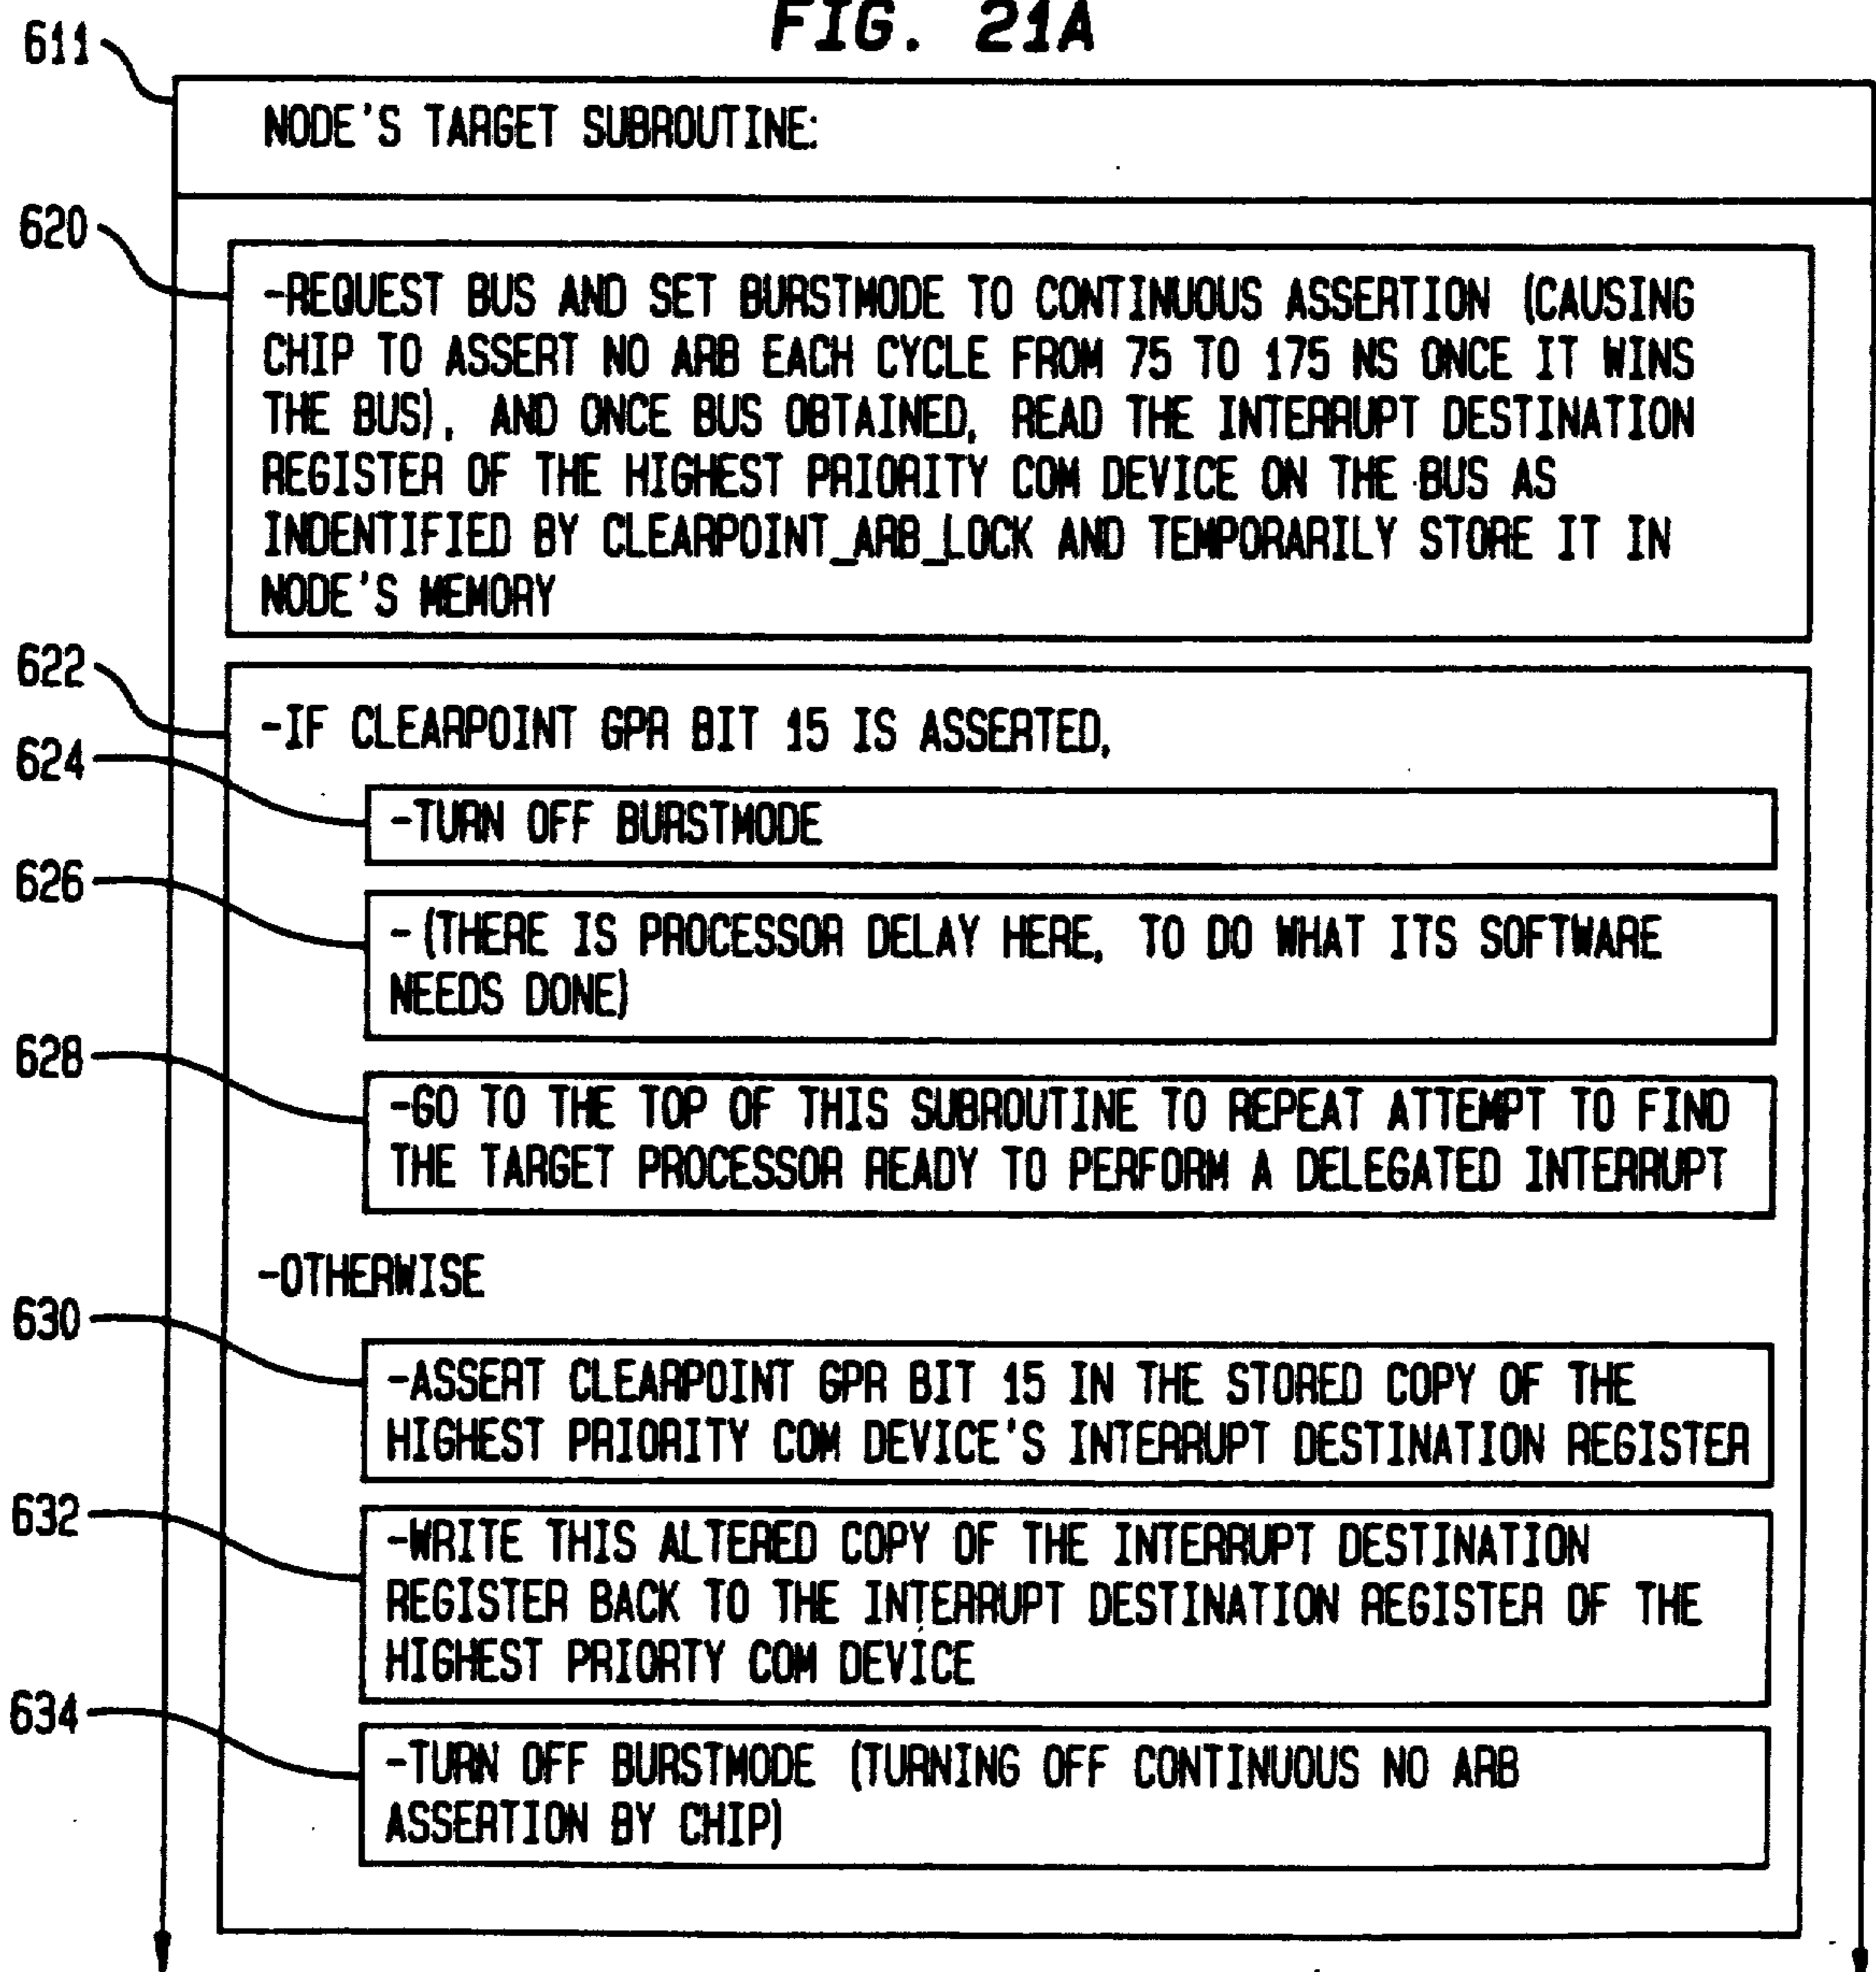 FIG. 21A
611
NODE'S TARGET SUBROUTINE:
620
-REQUEST BUS AND SET BURSTMODE TO CONTINUOUS ASSERTION (CAUSING
CHIP TO ASSERT NO ARB EACH CYCLE FROM 75 TO 175 NS ONCE IT WINS
THE BUS), AND ONCE BUS OBTAINED, READ THE INTERRUPT DESTINATION
REGISTER OF THE HIGHEST PRIORITY COM DEVICE ON THE BUS AS
INDENTIFIED BY CLEARPOINT_ARB_LOCK AND TEMPORARILY STORE IT IN
NODE'S MEMORY
622
-IF CLEARPOINT GPR BIT 15 IS ASSERTED,
624
-TURN OFF BURSTMODE
626
-(THERE IS PROCESSOR DELAY HERE, TO DO WHAT ITS SOFTWARE
NEEDS DONE)
628
-GO TO THE TOP OF THIS SUBROUTINE TO REPEAT ATTEMPT TO FIND
THE TARGET PROCESSOR READY TO PERFORM A DELEGATED INTERRUPT
-OTHERWISE
630
-ASSERT CLEARPOINT GPR BIT 15 IN THE STORED COPY OF THE
HIGHEST PRIORITY COM DEVICE'S INTERRUPT DESTINATION REGISTER
632
-WRITE THIS ALTERED COPY OF THE INTERRUPT DESTINATION
REGISTER BACK TO THE INTERRUPT DESTINATION REGISTER OF THE
HIGHEST PRIORTY COM DEVICE
634
-TURN OFF BURSTMODE (TURNING OFF CONTINUOUS NO ARB
ASSERTION BY CHIP)